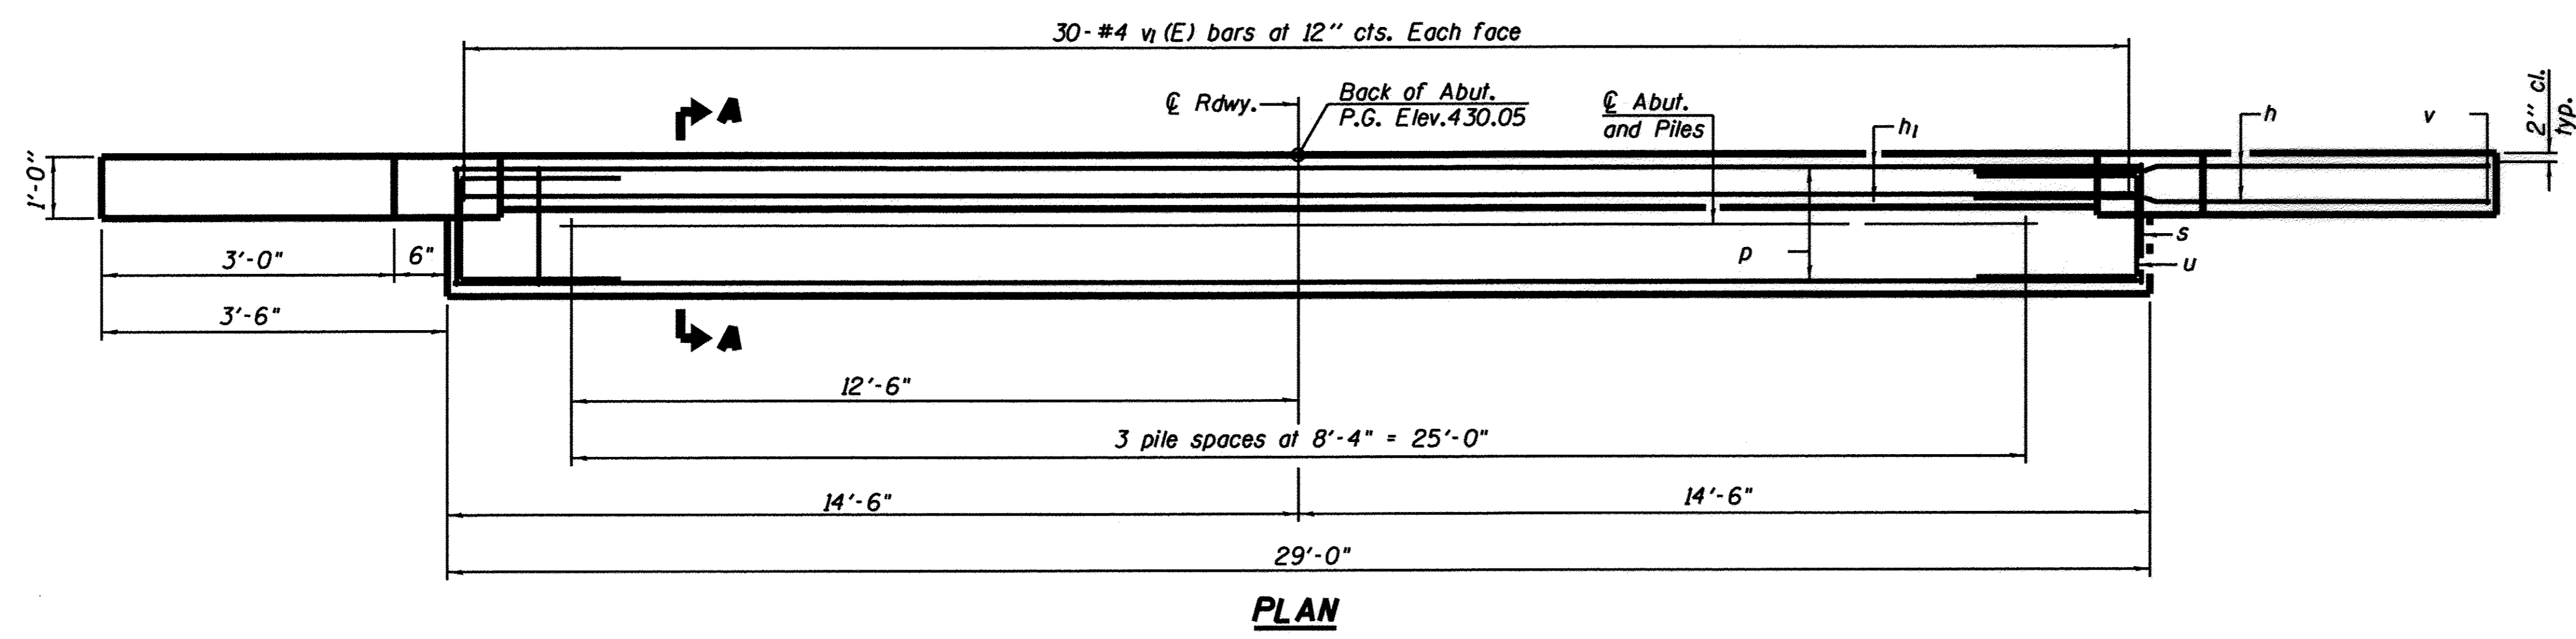 30-#4 v1(E) bars at 12" cts. Each face
℄ Rdwy.
Back of Abut.
P.G. Elev.430.05
℄ Abut.
and Piles
A
h1
h
v
2" cl.
typ.
1'-0"
s
u
p
3'-0"
6"
3'-6"
A
12'-6"
3 pile spaces at 8'-4" = 25'-0"
14'-6"
14'-6"
29'-0"
PLAN